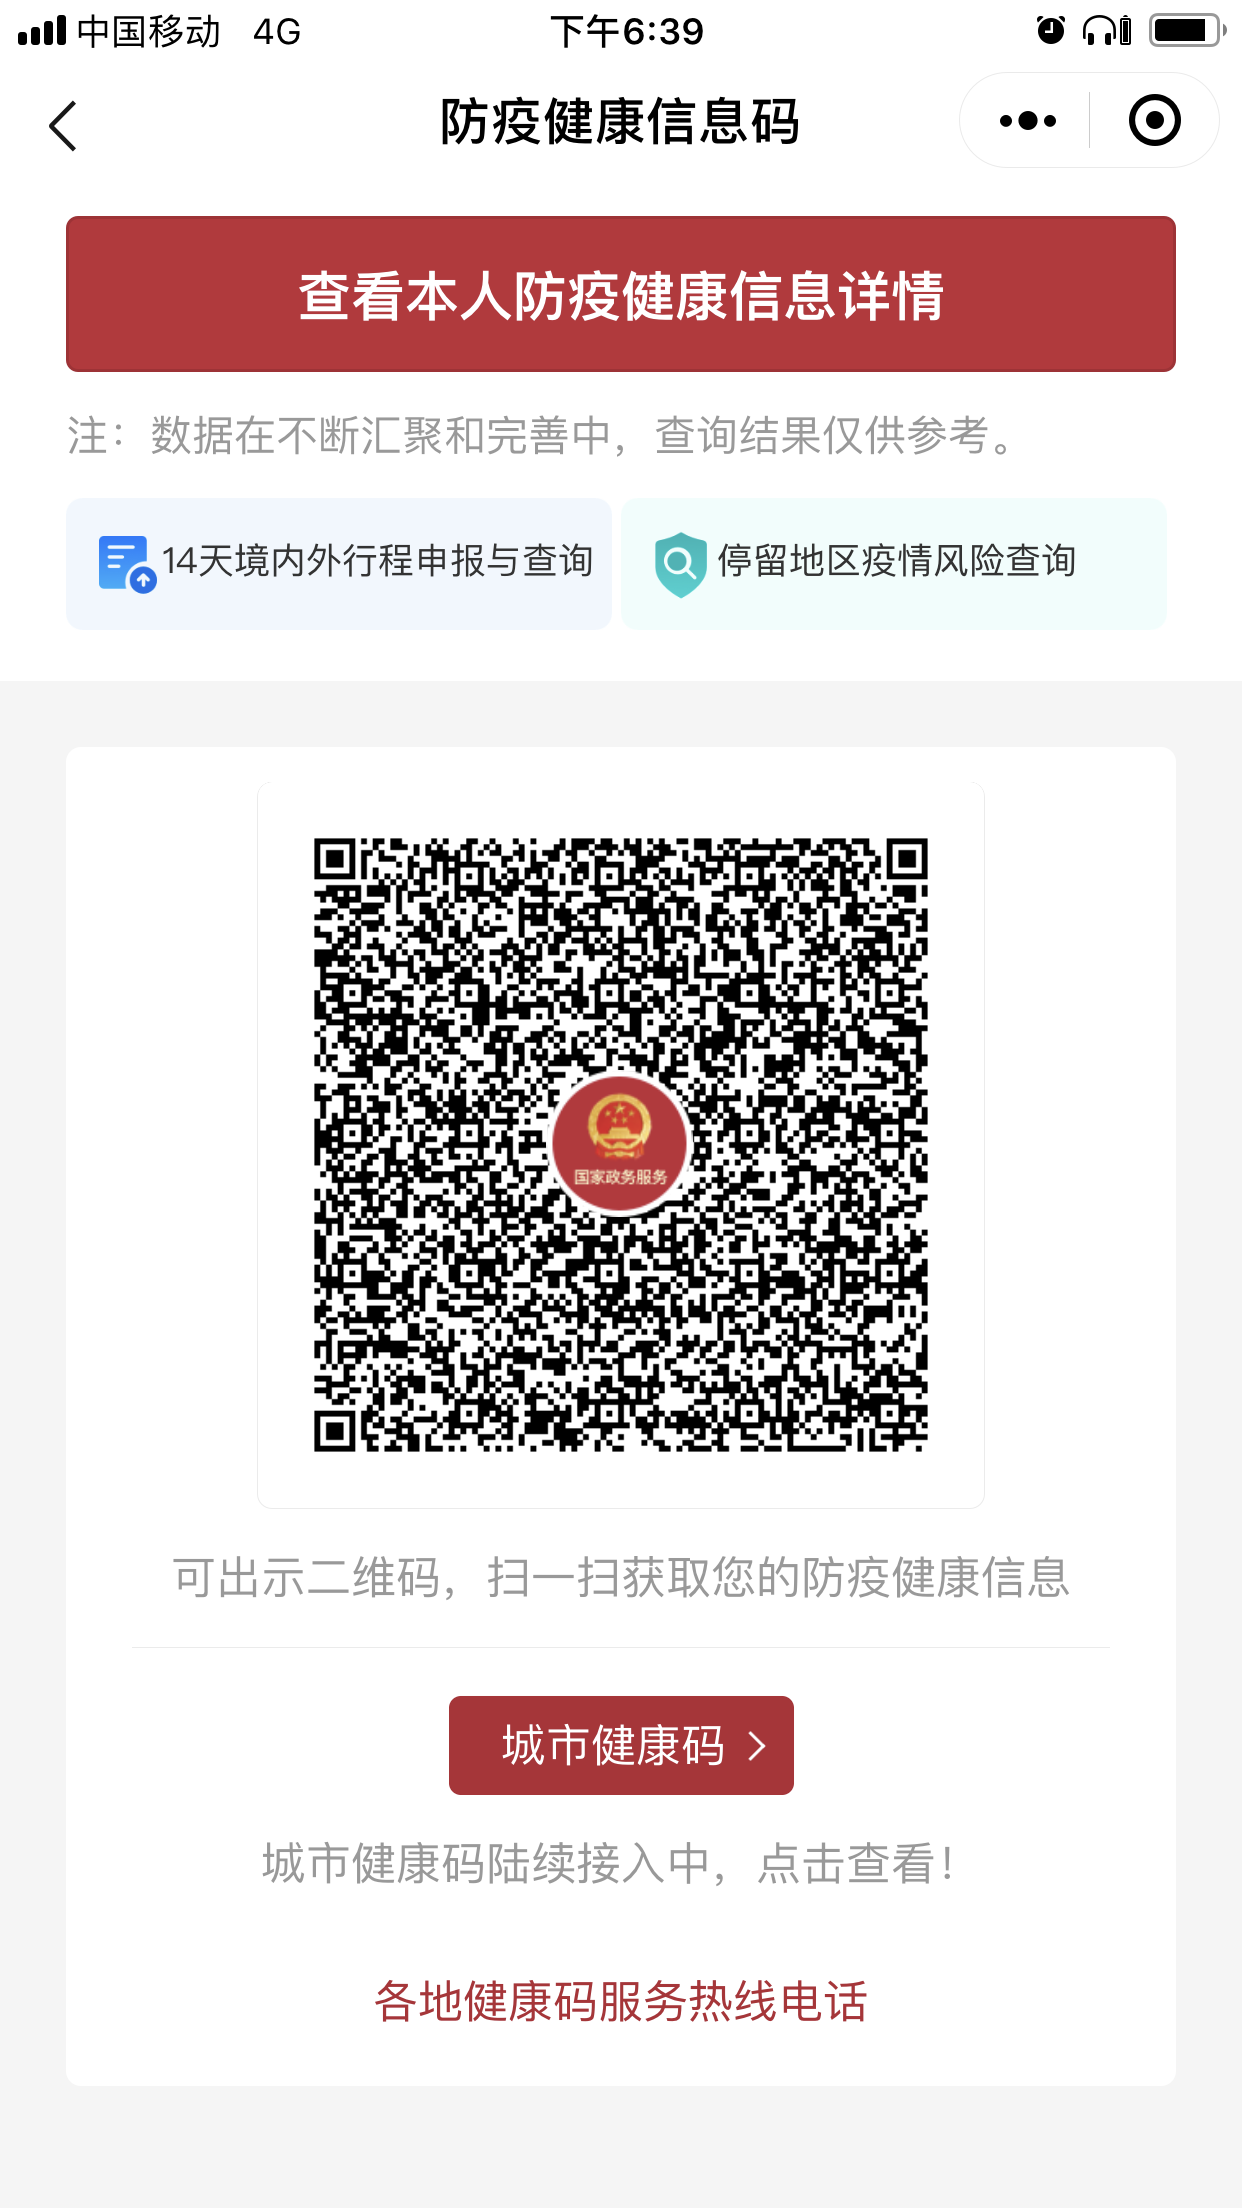 中国移动 4G 下午6:39
防疫健康信息码
查看本人防疫健康信息详情
注：数据在不断汇聚和完善中，查询结果仅供参考。
14天境内外行程申报与查询
停留地区疫情风险查询
国家政务服务
可出示二维码，扫一扫获取您的防疫健康信息
城市健康码
城市健康码陆续接入中，点击查看！
各地健康码服务热线电话